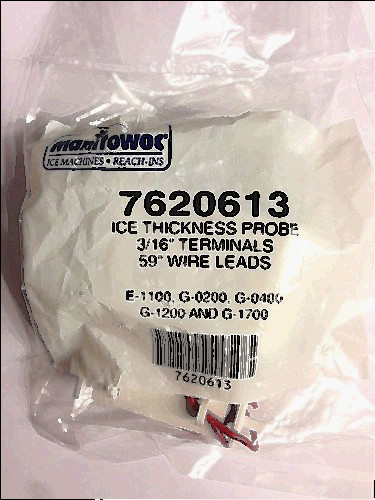 Manitowoc
ICE MACHINES • REACH-INS
7620613
ICE THICKNESS PROBE
3/16" TERMINALS
59" WIRE LEADS
E-1100, G-0200, G-0400
G-1200 AND G-1700
7620613